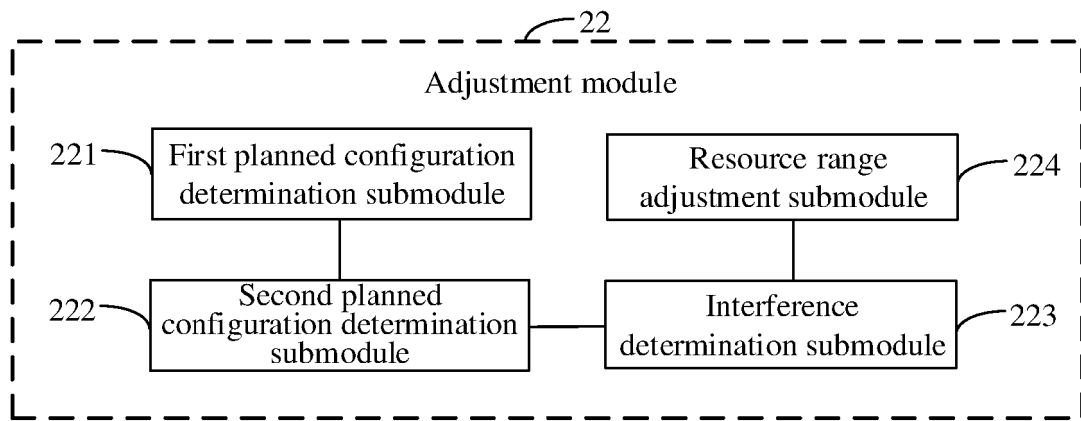 22
Adjustment module
221
First planned configuration
determination submodule
Resource range
adjustment submodule
224
222
Second planned
configuration determination
submodule
Interference
determination submodule
223